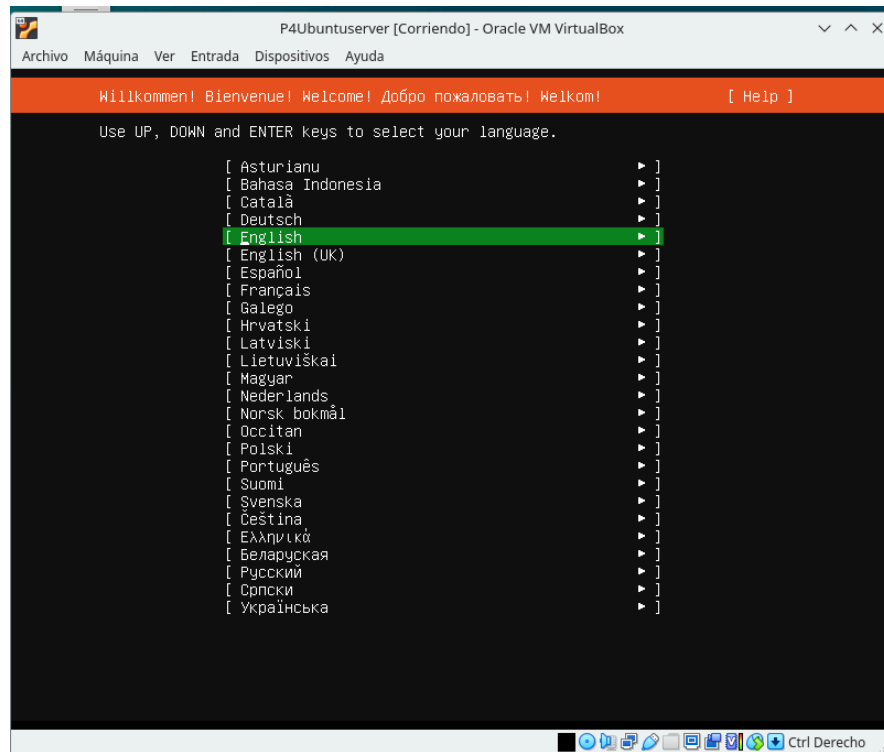 P4Ubuntuserver [Corriendo] - Oracle VM VirtualBox
Archivo Máquina Ver Entrada Dispositivos Ayuda
Willkommen! Bienvenue! Welcome! Добро пожаловать! Welkom! [ Help ]
Use UP, DOWN and ENTER keys to select your language.
[ Asturianu ► ]
[ Bahasa Indonesia ► ]
[ Català ► ]
[ Deutsch ► ]
[ English ► ]
[ English (UK) ► ]
[ Español ► ]
[ Français ► ]
[ Galego ► ]
[ Hrvatski ► ]
[ Latviski ► ]
[ Lietuviškai ► ]
[ Magyar ► ]
[ Nederlands ► ]
[ Norsk bokmål ► ]
[ Occitan ► ]
[ Polski ► ]
[ Português ► ]
[ Suomi ► ]
[ Svenska ► ]
[ Čeština ► ]
[ Ελληνικά ► ]
[ Беларуская ► ]
[ Русский ► ]
[ Српски ► ]
[ Українська ► ]
Ctrl Derecho